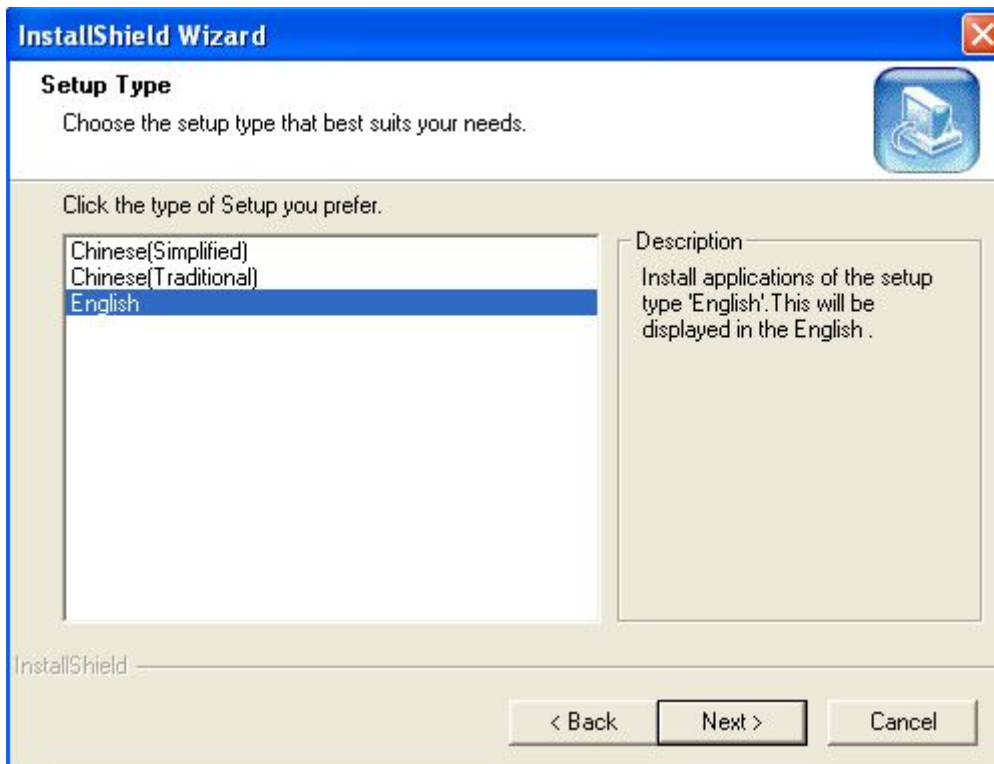 InstallShield Wizard
Setup Type
Choose the setup type that best suits your needs.
Click the type of Setup you prefer.
Chinese(Simplified)
Chinese(Traditional)
English
Description
Install applications of the setup
type 'English'.This will be
displayed in the English .
InstallShield
< Back
Next >
Cancel